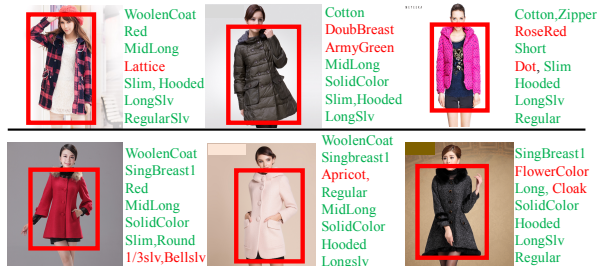 WoolenCoat
Red
MidLong
Lattice
Slim, Hooded
LongSlv
RegularSlv
Cotton
DoubBreast
ArmyGreen
MidLong
SolidColor
Slim,Hooded
LongSlv
Cotton,Zipper
RoseRed
Short
Dot, Slim
Hooded
LongSlv
Regular
WoolenCoat
SingBreast1
Red
MidLong
SolidColor
Slim,Round
1/3slv,Bellslv
WoolenCoat
Singbreast1
Apricot,
Regular
MidLong
SolidColor
Hooded
Longslv
SingBreast1
FlowerColor
Long, Cloak
SolidColor
Hooded
LongSlv
Regular